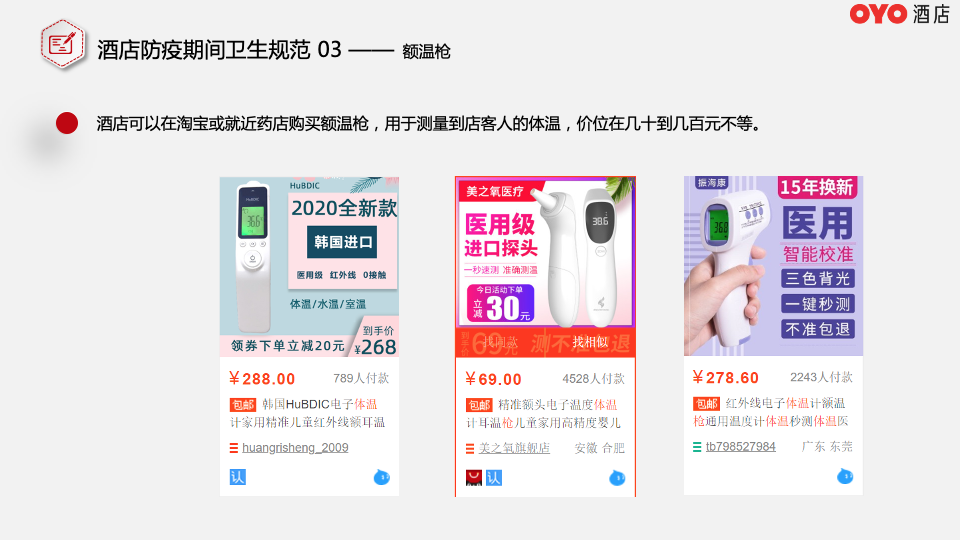 OYO 酒店
酒店防疫期间卫生规范 03 —— 额温枪
酒店可以在淘宝或就近药店购买额温枪，用于测量到店客人的体温，价位在几十到几百元不等。
HuBDIC
2020全新款
韩国进口
医用级 红外线 0接触
体温/水温/室温
到手价
领券下单立减20元
¥268
¥288.00 789人付款
包邮 韩国HuBDIC电子体温
计家用精准儿童红外线额耳温
huangrisheng_2009
认
美之氧医疗
医用级
进口探头
一秒速测 准确测温
今日活动下单
立减30元
38.6
到手价69元 测不准包退
找同款 找相似
¥69.00 4528人付款
包邮 精准额头电子温度体温
计耳温枪儿童家用高精度婴儿
美之氧旗舰店 安徽 合肥
认
振海康
15年换新
医用
智能校准
三色背光
一键秒测
不准包退
¥278.60 2243人付款
包邮 红外线电子体温计额温
枪通用温度计体温秒测体温医
tb798527984 广东 东莞